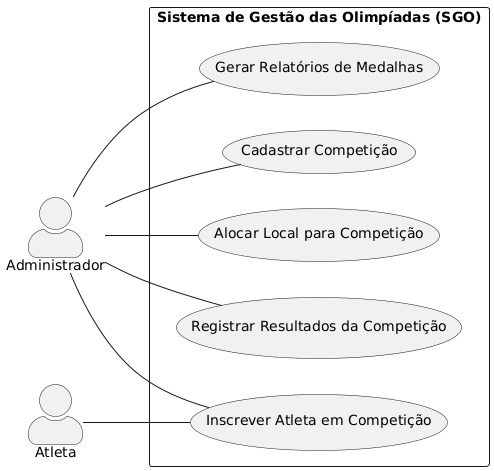 Sistema de Gestão das Olimpíadas (SGO)
Gerar Relatórios de Medalhas
Cadastrar Competição
Alocar Local para Competição
Administrador
Registrar Resultados da Competição
Inscrever Atleta em Competição
Atleta